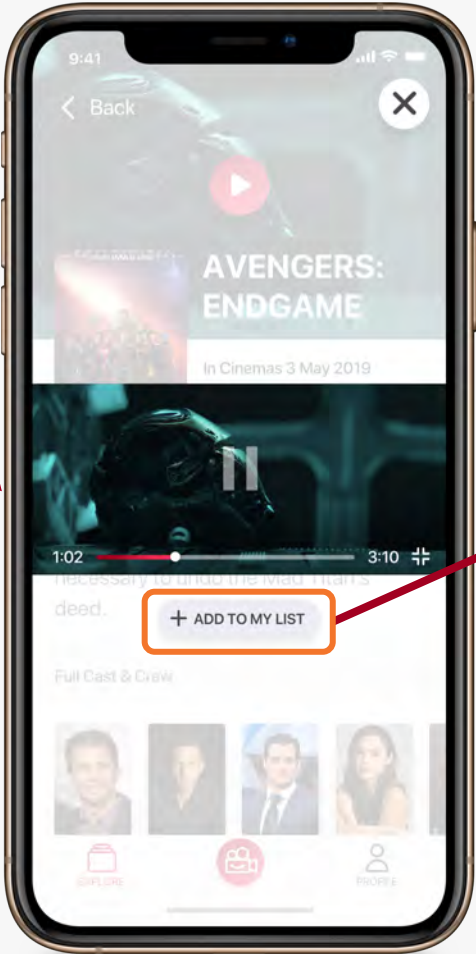 9:41
Back
AVENGERS:
ENDGAME
In Cinemas 3 May 2019
1:02
3:10
necessary to undo the Mad Titan's
deed.
+ ADD TO MY LIST
Full Cast & Crew
EXPLORE
PROFILE